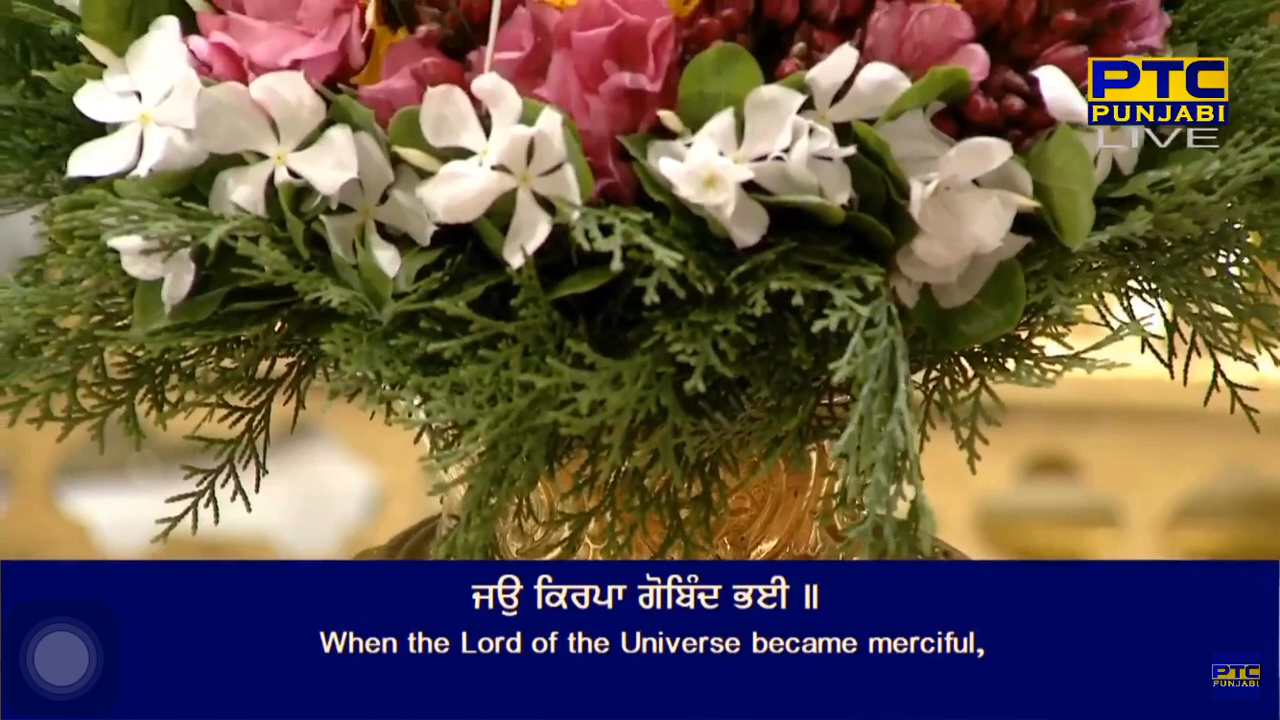 PTC
PUNJABI
LIVE
ਜਉ ਕਿਰਪਾ ਗੋਬਿੰਦ ਭਈ ॥
When the Lord of the Universe became merciful,
PTC
PUNJABI